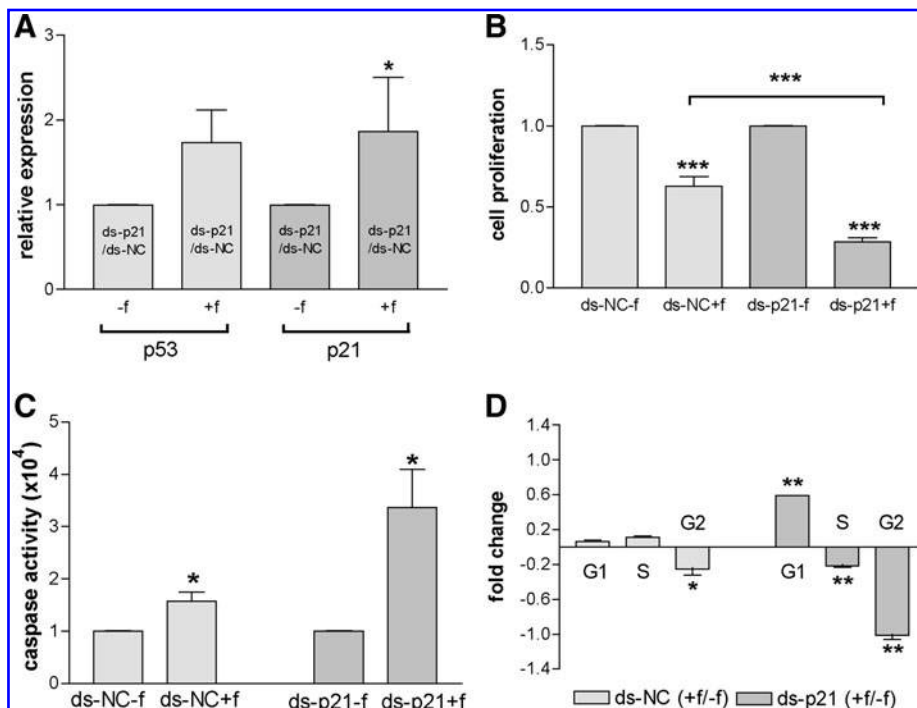 A
relative expression
3
2
1
0
*
ds-p21
/ds-NC
ds-p21
/ds-NC
ds-p21
/ds-NC
ds-p21
/ds-NC
-f
+f
-f
+f
p53
p21
B
cell proliferation
1.5
1.0
0.5
0.0
***
***
***
ds-NC-f
ds-NC+f
ds-p21-f
ds-p21+f
C
caspase activity (x10⁴)
5
4
3
2
1
0
*
*
ds-NC-f
ds-NC+f
ds-p21-f
ds-p21+f
D
fold change
1.4
1.0
0.6
0.2
-0.2
-0.6
-1.0
-1.4
**
G2
S
G2
G1
S
G1
*
**
**
ds-NC (+f/-f)
ds-p21 (+f/-f)